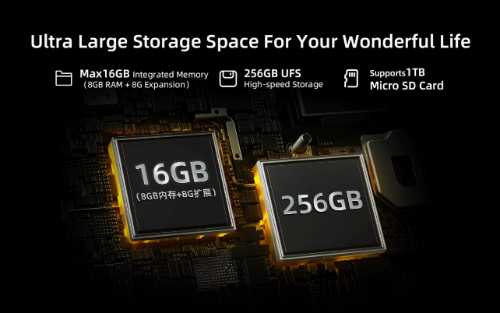 Ultra Large Storage Space For Your Wonderful Life
Max16GB Integrated Memory
(8GB RAM + 8G Expansion)
256GB UFS
High-speed Storage
Supports1TB
Micro SD Card
16GB
(8GB内存+8G扩展)
256GB